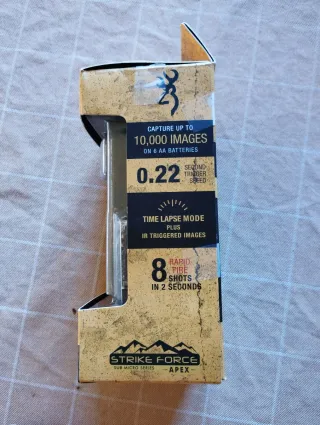 CAPTURE UP TO
10,000 IMAGES
ON 6 AA BATTERIES
0.22
SECOND
TRIGGER
SPEED
TIME LAPSE MODE
PLUS
IR TRIGGERED IMAGES
8
RAPID
FIRE
SHOTS
IN 2 SECONDS
STRIKE FORCE
SUB MICRO SERIES
APEX